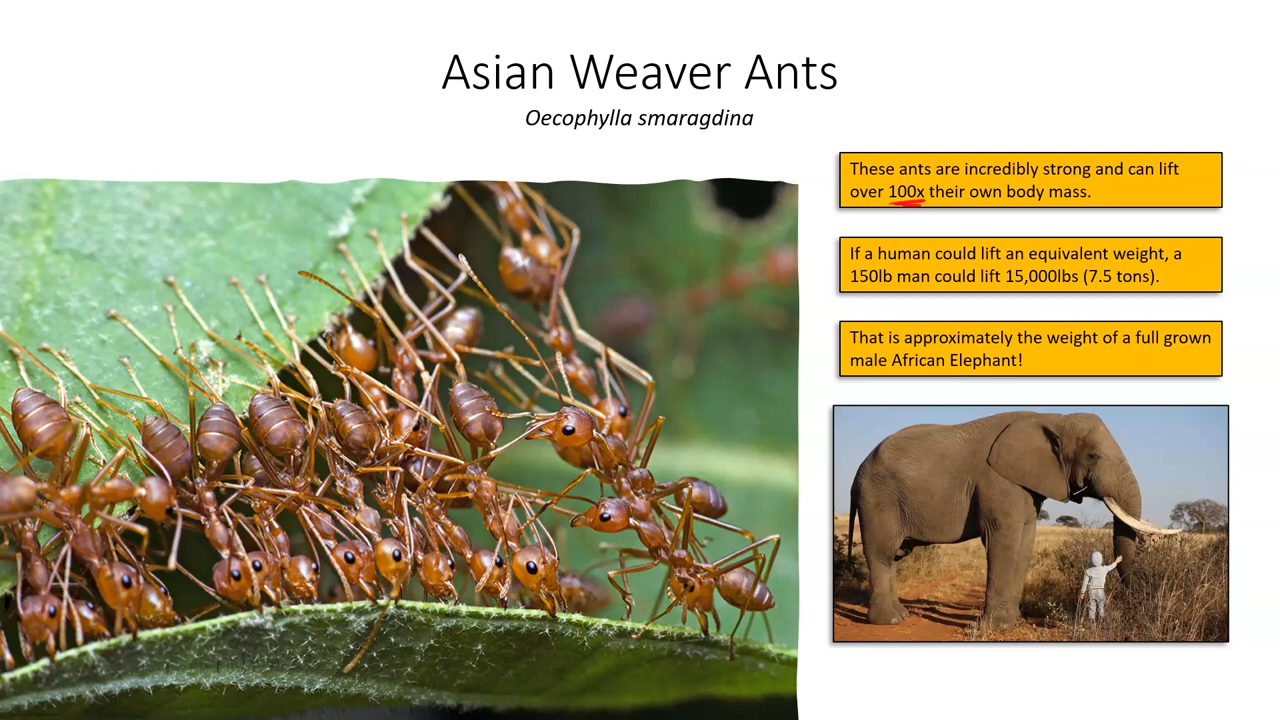 Asian Weaver Ants
Oecophylla smaragdina
These ants are incredibly strong and can lift
over 100x their own body mass.
If a human could lift an equivalent weight, a
150lb man could lift 15,000lbs (7.5 tons).
That is approximately the weight of a full grown
male African Elephant!